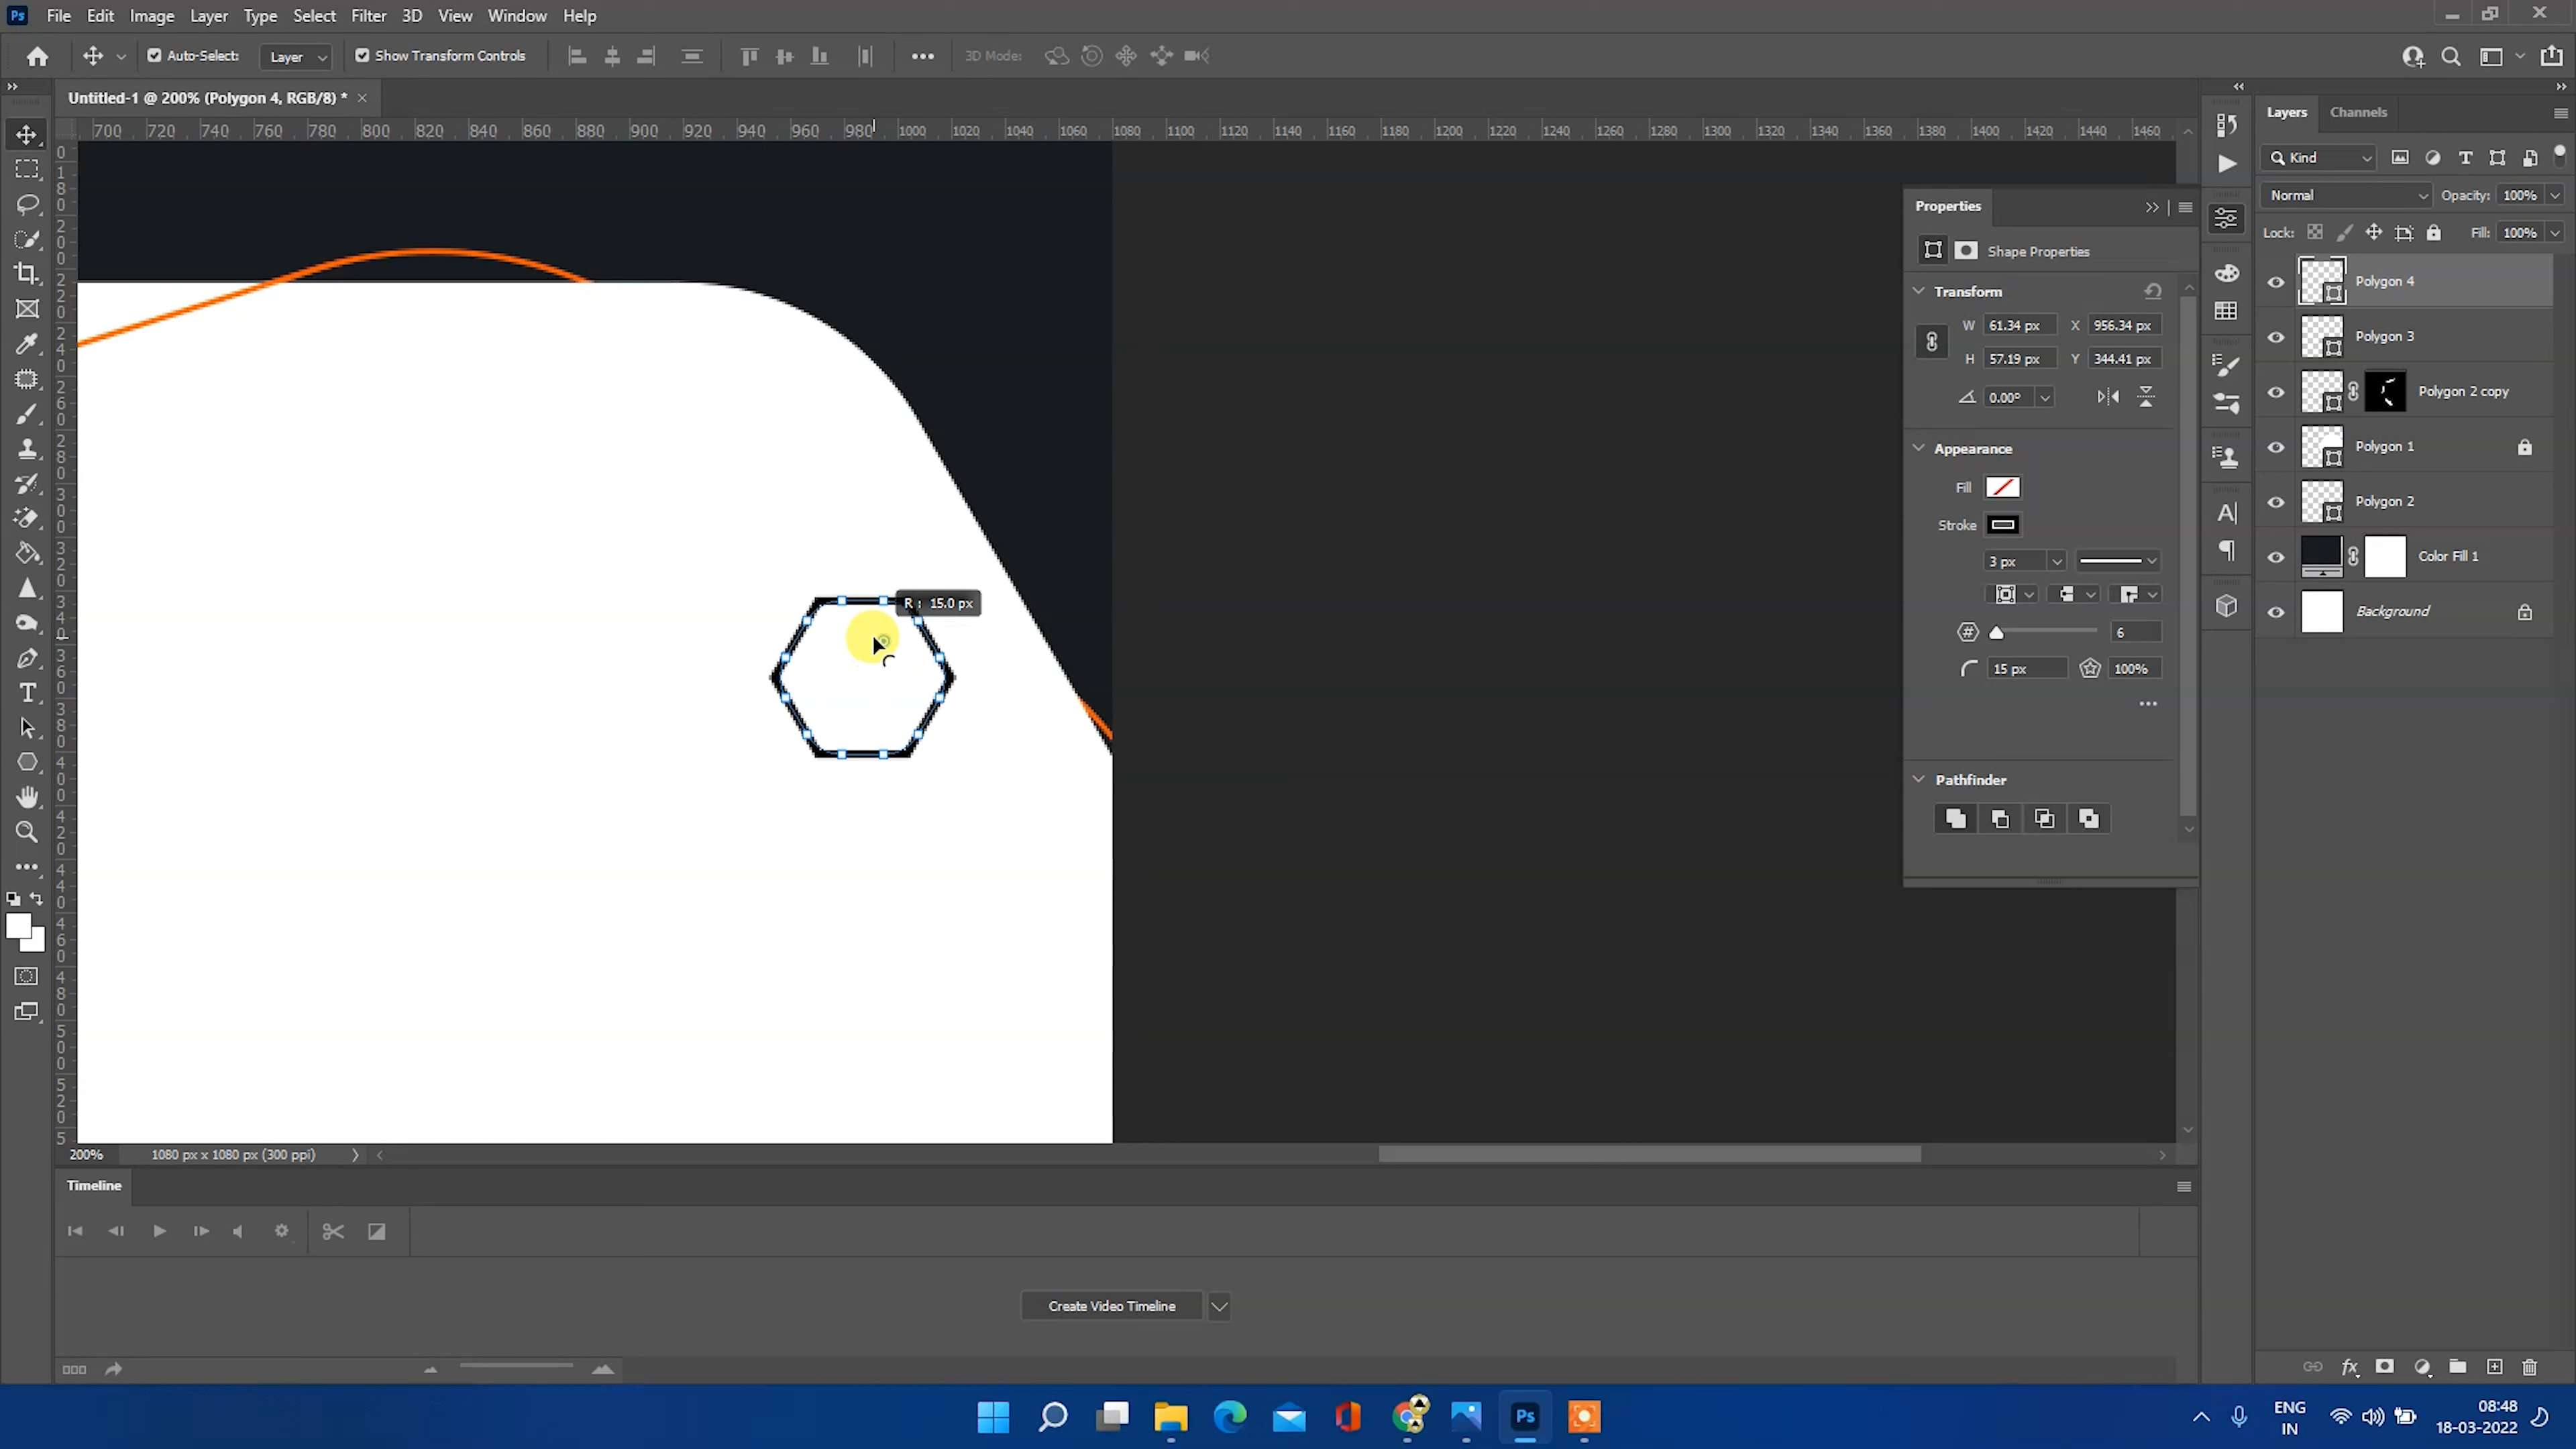 Ps File Edit Image Layer Type Select Filter 3D View Window Help
Auto-Select: Layer Show Transform Controls 3D Mode:
Untitled-1 @ 200% (Polygon 4, RGB/8) *
700 720 740 760 780 800 820 840 860 880 900 920 940 960 980 1000 1020 1040 1060 1080 1100 1120 1140 1160 1180 1200 1220 1240 1260 1280 1300 1320 1340 1360 1380 1400 1420 1440 1460
Layers Channels
Kind
Normal Opacity: 100%
Lock: Fill: 100%
Polygon 4
Polygon 3
Polygon 2 copy
Polygon 1
Polygon 2
Color Fill 1
Background
Properties
Shape Properties
Transform
W 61.34 px X 956.34 px
H 57.19 px Y 344.41 px
0.00°
Appearance
Fill
Stroke
3 px
6
15 px 100%
Pathfinder
R : 15.0 px
200% 1080 px x 1080 px (300 ppi)
Timeline
Create Video Timeline
fx
Ps
ENG
IN
08:48
18-03-2022